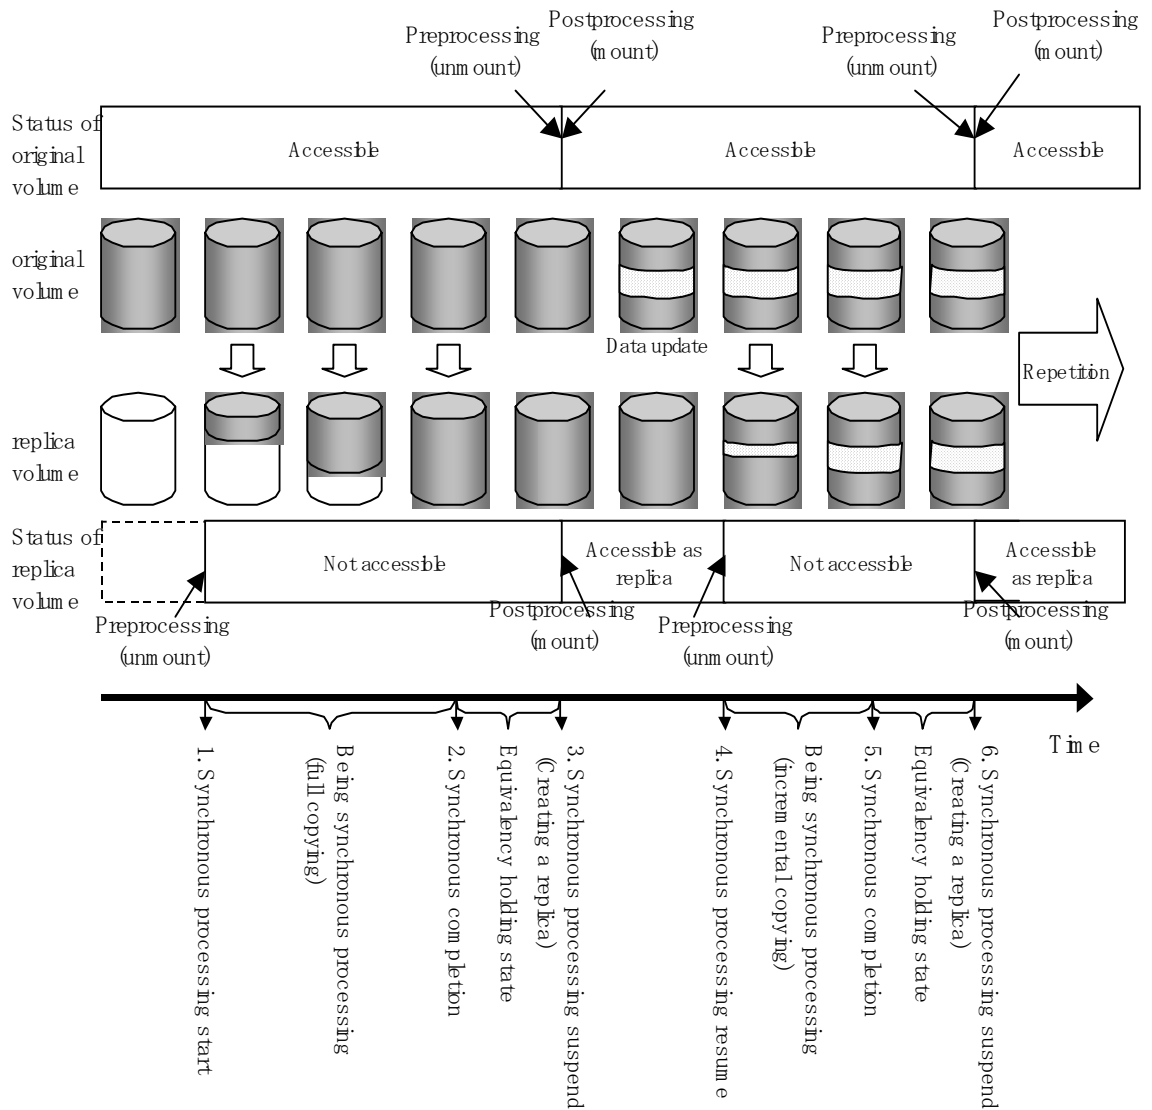 Preprocessing
(unmount)
Postprocessing
(mount)
Preprocessing
(unmount)
Postprocessing
(mount)
Status of
original
volume
Accessible
Accessible
Accessible
original
volume
Data update
Repetition
replica
volume
Status of
replica
volume
Not accessible
Accessible as
replica
Not accessible
Accessible
as replica
Preprocessing
(unmount)
Postprocessing
(mount)
Preprocessing
(unmount)
Postprocessing
(mount)
Time
1. Synchronous processing start
Being synchronous processing
(full copying)
2. Synchronous completion
Equivalency holding state
3. Synchronous processing suspend
(Creating a replica)
4. Synchronous processing resume
Being synchronous processing
(incremental copying)
5. Synchronous completion
Equivalency holding state
6. Synchronous processing suspend
(Creating a replica)